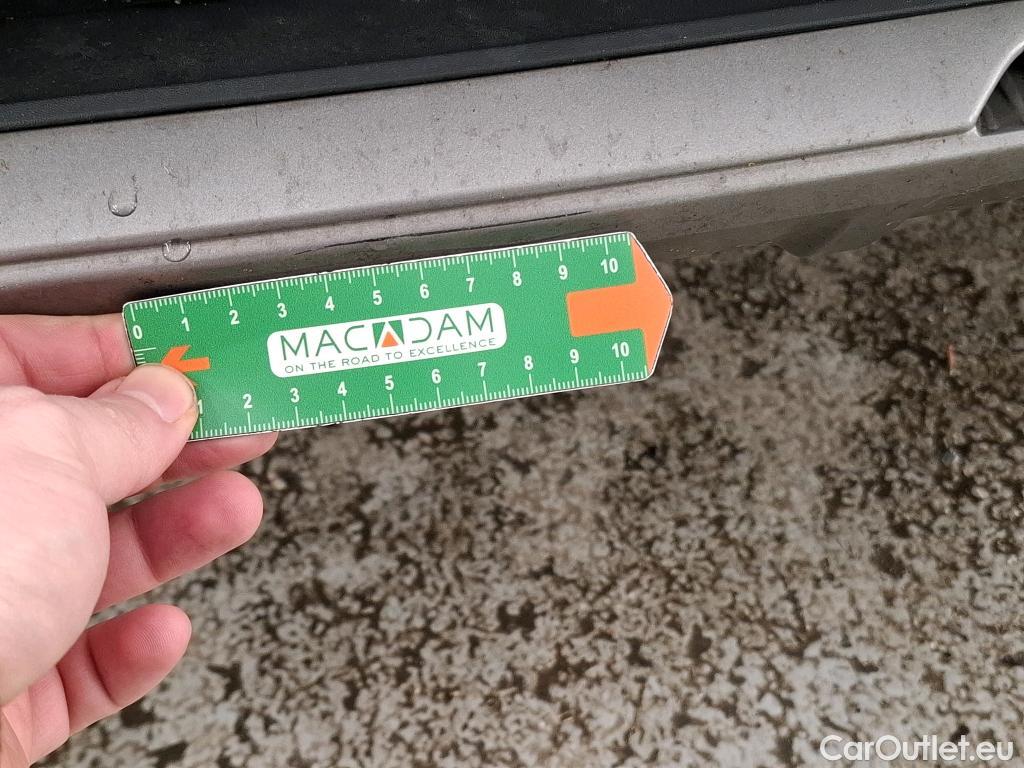 0 1 2 3 4 5 6 7 8 9 10
MACADAM
ON THE ROAD TO EXCELLENCE
1 2 3 4 5 6 7 8 9 10
CarOutlet.eu